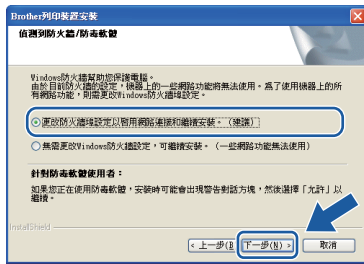 Brother列印裝置安裝
偵測到防火牆/防毒軟體
Windows防火牆幫助您保護電腦。
由於目前防火牆的設定，機器上的一些網路功能將無法使用。為了使用機器上的所
有網路功能，則需更改Windows防火牆埠設定。
更改防火牆埠設定以啟用網路連接和繼續安裝。（建議）
無需更改Windows防火牆設定，可繼續安裝。（一些網路功能無法使用）
針對防毒軟體使用者：
如果您正在使用防毒軟體，安裝時可能會出現警告對話方塊，然後選擇「允許」以
繼續。
InstallShield
< 上一步(B
下一步(N) >
取消